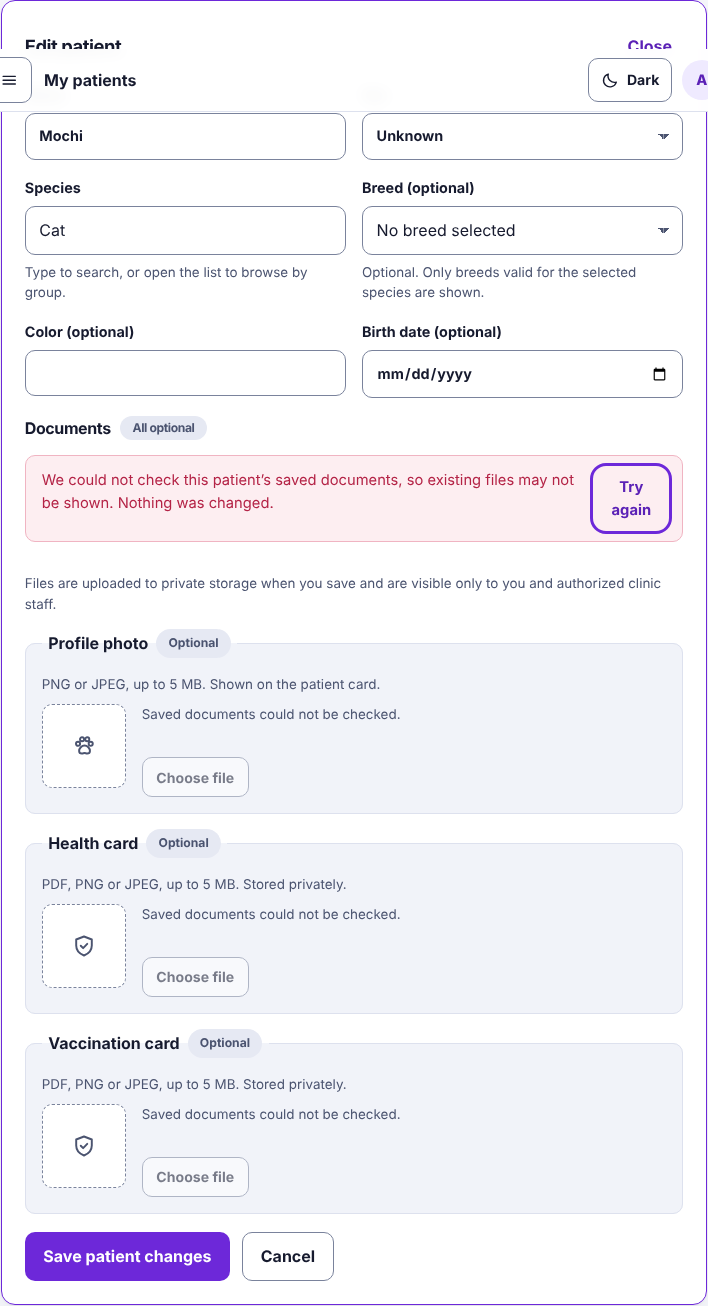 Edit patient
Close
My patients
Dark
A
Mochi
Unknown
Species
Breed (optional)
Cat
No breed selected
Type to search, or open the list to browse by
group.
Optional. Only breeds valid for the selected
species are shown.
Color (optional)
Birth date (optional)
mm/dd/yyyy
Documents
All optional
We could not check this patient’s saved documents, so existing files may not
be shown. Nothing was changed.
Try
again
Files are uploaded to private storage when you save and are visible only to you and authorized clinic
staff.
Profile photo
Optional
PNG or JPEG, up to 5 MB. Shown on the patient card.
Saved documents could not be checked.
Choose file
Health card
Optional
PDF, PNG or JPEG, up to 5 MB. Stored privately.
Saved documents could not be checked.
Choose file
Vaccination card
Optional
PDF, PNG or JPEG, up to 5 MB. Stored privately.
Saved documents could not be checked.
Choose file
Save patient changes
Cancel